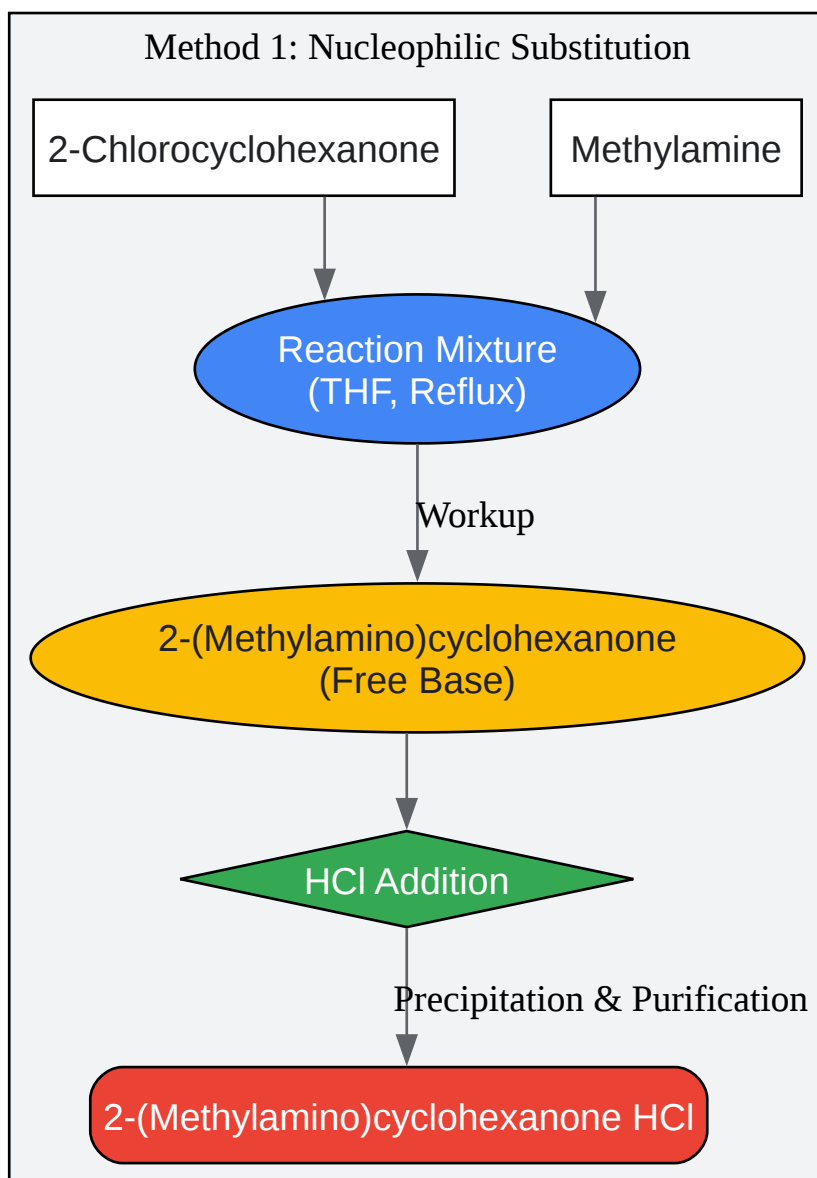 Method 1: Nucleophilic Substitution
2-Chlorocyclohexanone
Methylamine
Reaction Mixture
(THF, Reflux)
Workup
2-(Methylamino)cyclohexanone
(Free Base)
HCl Addition
Precipitation & Purification
2-(Methylamino)cyclohexanone HCl